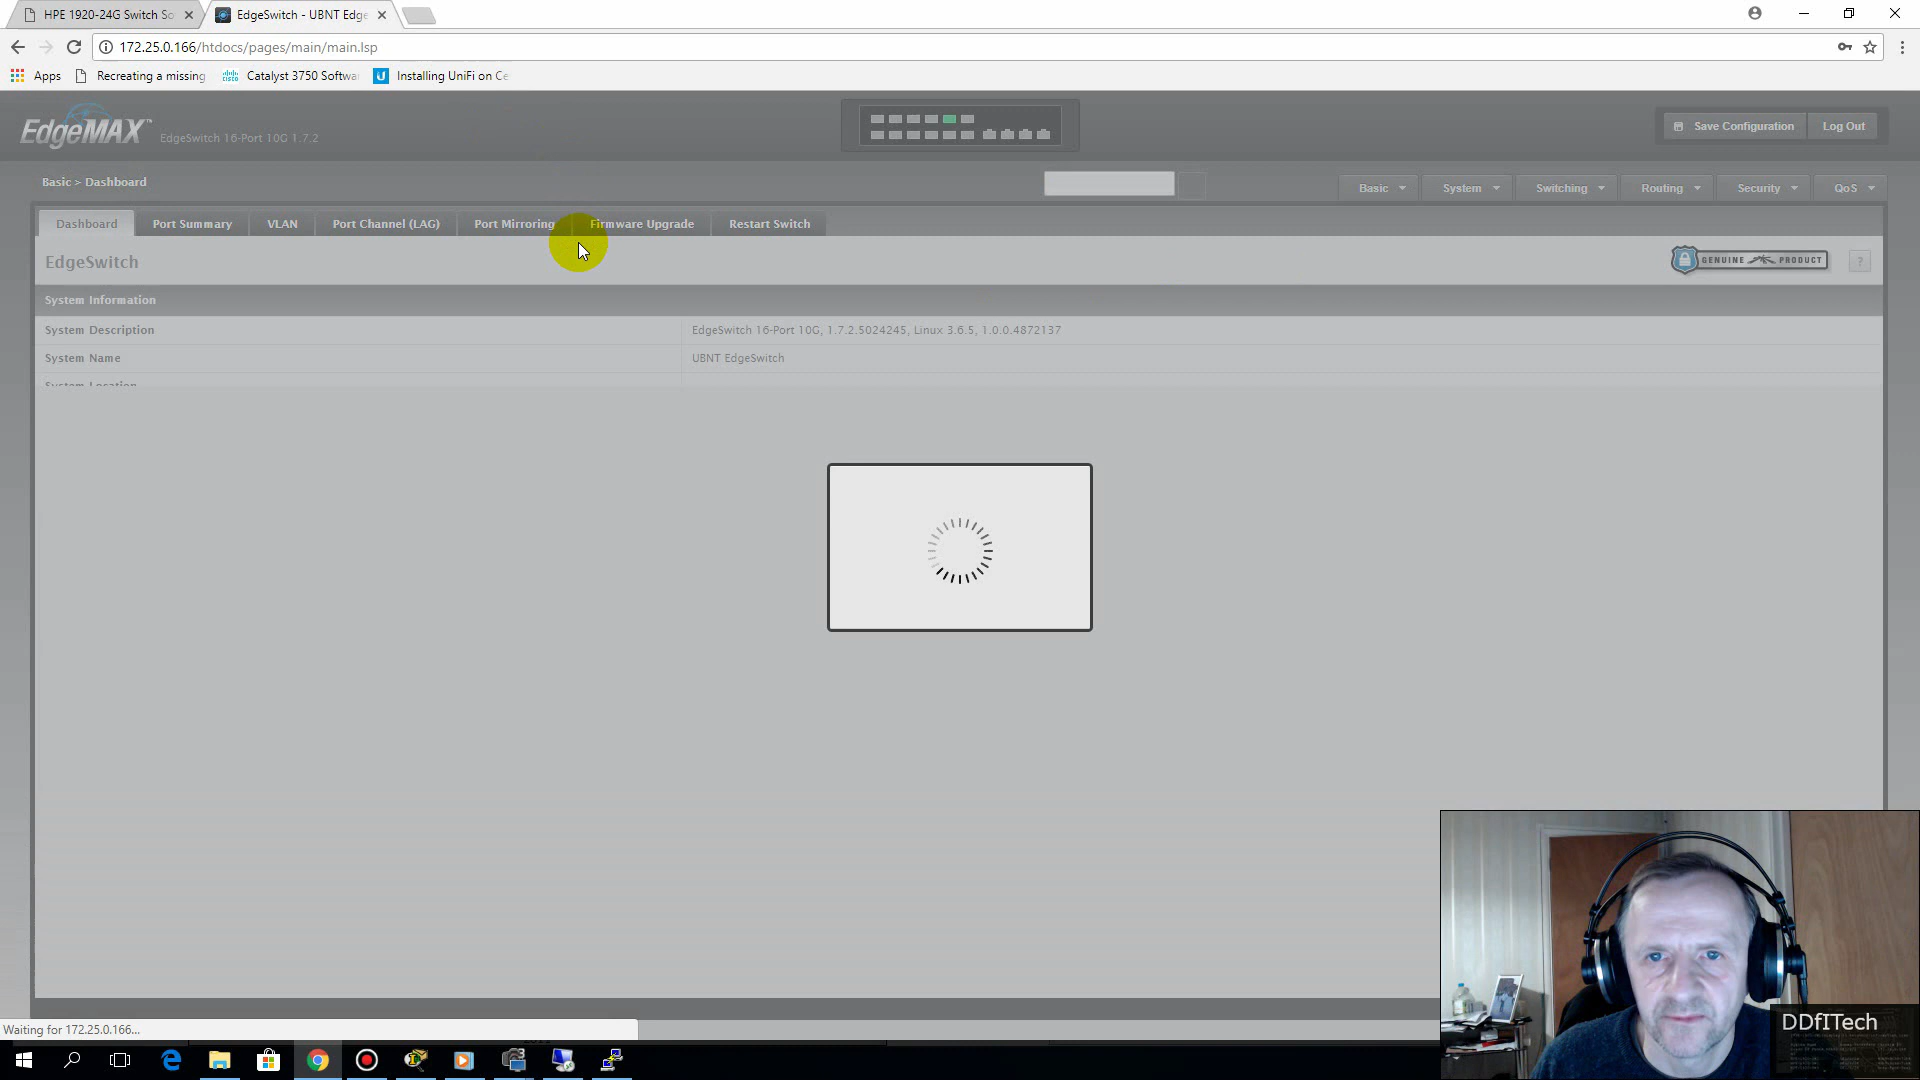 HPE 1920-24G Switch So
EdgeSwitch - UBNT Edge
172.25.0.166/htdocs/pages/main/main.lsp
Apps
Recreating a missing
Catalyst 3750 Softwa
Installing UniFi on Ce
EdgeMAX™
EdgeSwitch 16-Port 10G 1.7.2
Save Configuration
Log Out
Basic > Dashboard
Basic
System
Switching
Routing
Security
QoS
Dashboard
Port Summary
VLAN
Port Channel (LAG)
Port Mirroring
Firmware Upgrade
Restart Switch
EdgeSwitch
GENUINE PRODUCT
?
System Information
System Description
EdgeSwitch 16-Port 10G, 1.7.2.5024245, Linux 3.6.5, 1.0.0.4872137
System Name
UBNT EdgeSwitch
System Location
Waiting for 172.25.0.166...
DDfITech